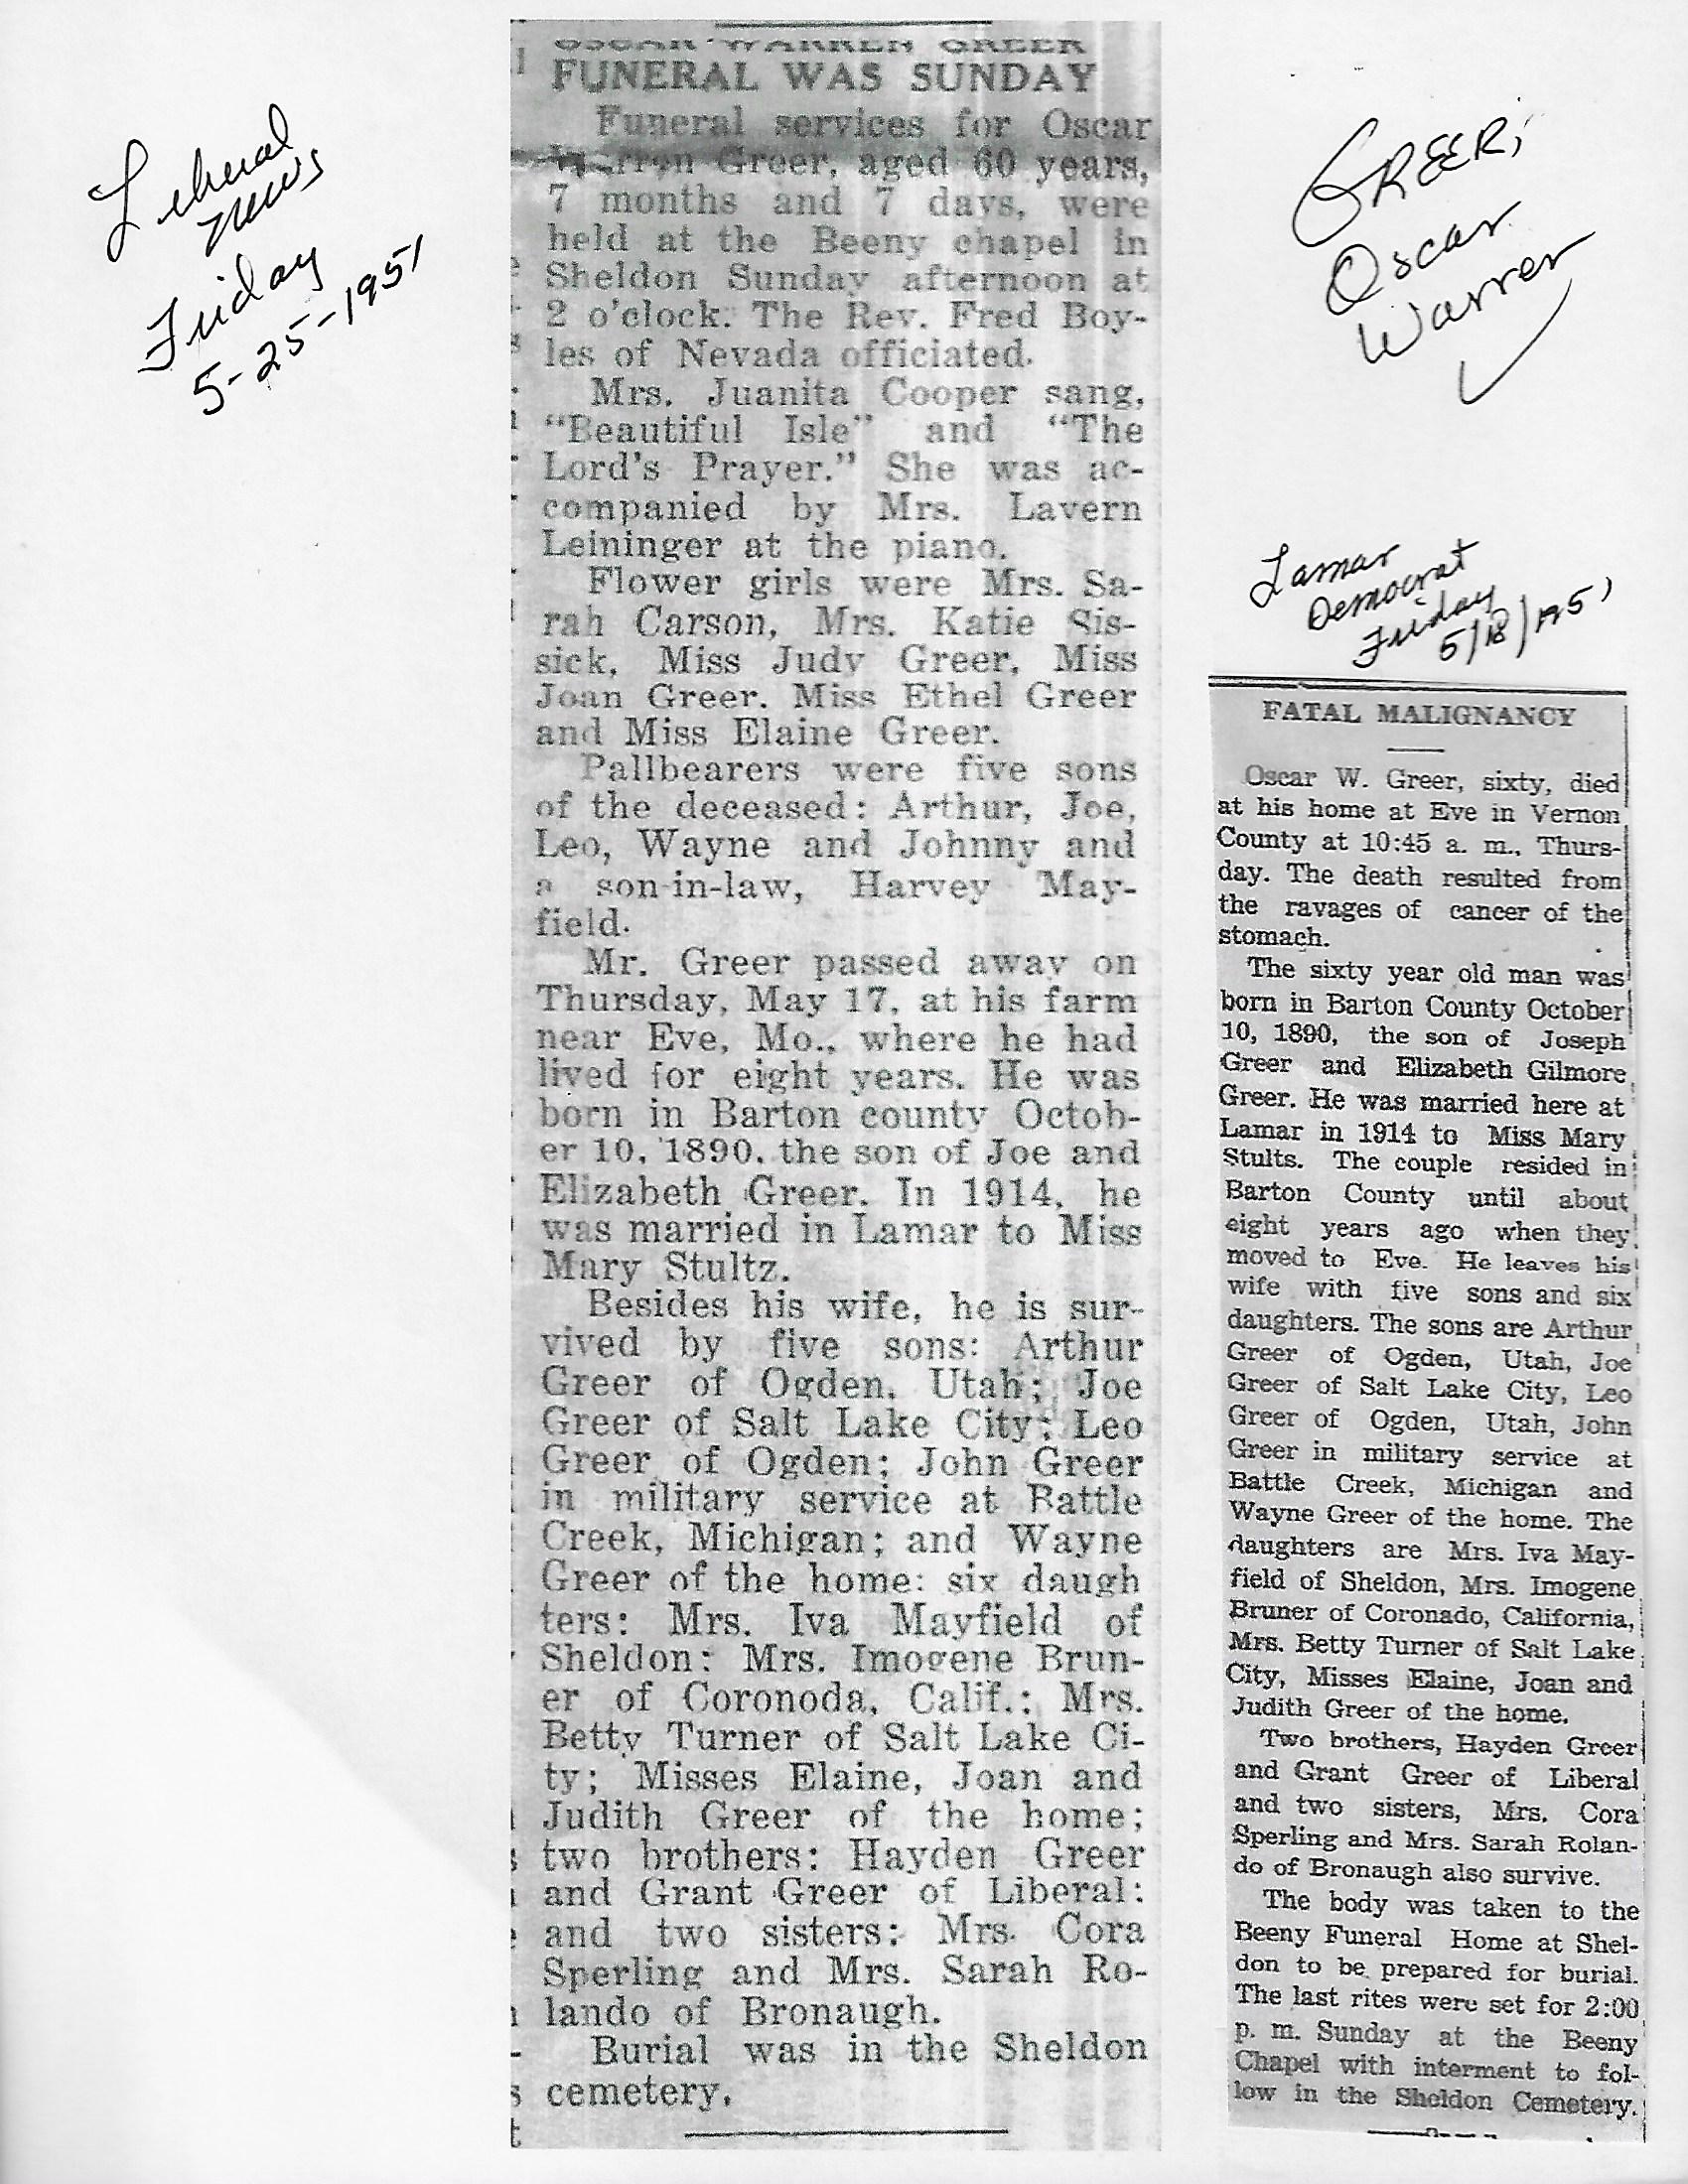 Liberal
News
Friday
5-25-1951
OSCAR WARREN GREER
FUNERAL WAS SUNDAY
Funeral services for Oscar
Warren Greer, aged 60 years,
7 months and 7 days, were
held at the Beeny chapel in
Sheldon Sunday afternoon at
2 o'clock. The Rev. Fred Boy-
les of Nevada officiated.
Mrs. Juanita Cooper sang,
"Beautiful Isle" and "The
Lord's Prayer." She was ac-
companied by Mrs. Lavern
Leininger at the piano.
Flower girls were Mrs. Sa-
rah Carson, Mrs. Katie Sis-
sick, Miss Judy Greer, Miss
Joan Greer. Miss Ethel Greer
and Miss Elaine Greer.
Pallbearers were five sons
of the deceased: Arthur, Joe,
Leo, Wayne and Johnny and
a son-in-law, Harvey May-
field.
Mr. Greer passed away on
Thursday, May 17, at his farm
near Eve, Mo., where he had
lived for eight years. He was
born in Barton county Octob-
er 10, 1890, the son of Joe and
Elizabeth Greer. In 1914, he
was married in Lamar to Miss
Mary Stultz.
Besides his wife, he is sur-
vived by five sons: Arthur
Greer of Ogden, Utah; Joe
Greer of Salt Lake City; Leo
Greer of Ogden; John Greer
in military service at Battle
Creek, Michigan; and Wayne
Greer of the home: six daugh
ters: Mrs. Iva Mayfield of
Sheldon: Mrs. Imogene Brun-
er of Coronoda, Calif.; Mrs.
Betty Turner of Salt Lake Ci-
ty; Misses Elaine, Joan and
Judith Greer of the home;
two brothers: Hayden Greer
and Grant Greer of Liberal:
and two sisters: Mrs. Cora
Sperling and Mrs. Sarah Ro-
lando of Bronaugh.
Burial was in the Sheldon
cemetery.
GREER,
Oscar
Warren
Lamar
Democrat
Friday
5/18/1951
FATAL MALIGNANCY
Oscar W. Greer, sixty, died
at his home at Eve in Vernon
County at 10:45 a. m., Thurs-
day. The death resulted from
the ravages of cancer of the
stomach.
The sixty year old man was
born in Barton County October
10, 1890, the son of Joseph
Greer and Elizabeth Gilmore
Greer. He was married here at
Lamar in 1914 to Miss Mary
Stults. The couple resided in
Barton County until about
eight years ago when they
moved to Eve. He leaves his
wife with five sons and six
daughters. The sons are Arthur
Greer of Ogden, Utah, Joe
Greer of Salt Lake City, Leo
Greer of Ogden, Utah, John
Greer in military service at
Battle Creek, Michigan and
Wayne Greer of the home. The
daughters are Mrs. Iva May-
field of Sheldon, Mrs. Imogene
Bruner of Coronado, California,
Mrs. Betty Turner of Salt Lake
City, Misses Elaine, Joan and
Judith Greer of the home.
Two brothers, Hayden Greer
and Grant Greer of Liberal
and two sisters, Mrs. Cora
Sperling and Mrs. Sarah Rolan-
do of Bronaugh also survive.
The body was taken to the
Beeny Funeral Home at Shel-
don to be prepared for burial.
The last rites were set for 2:00
p. m. Sunday at the Beeny
Chapel with interment to fol-
low in the Sheldon Cemetery.